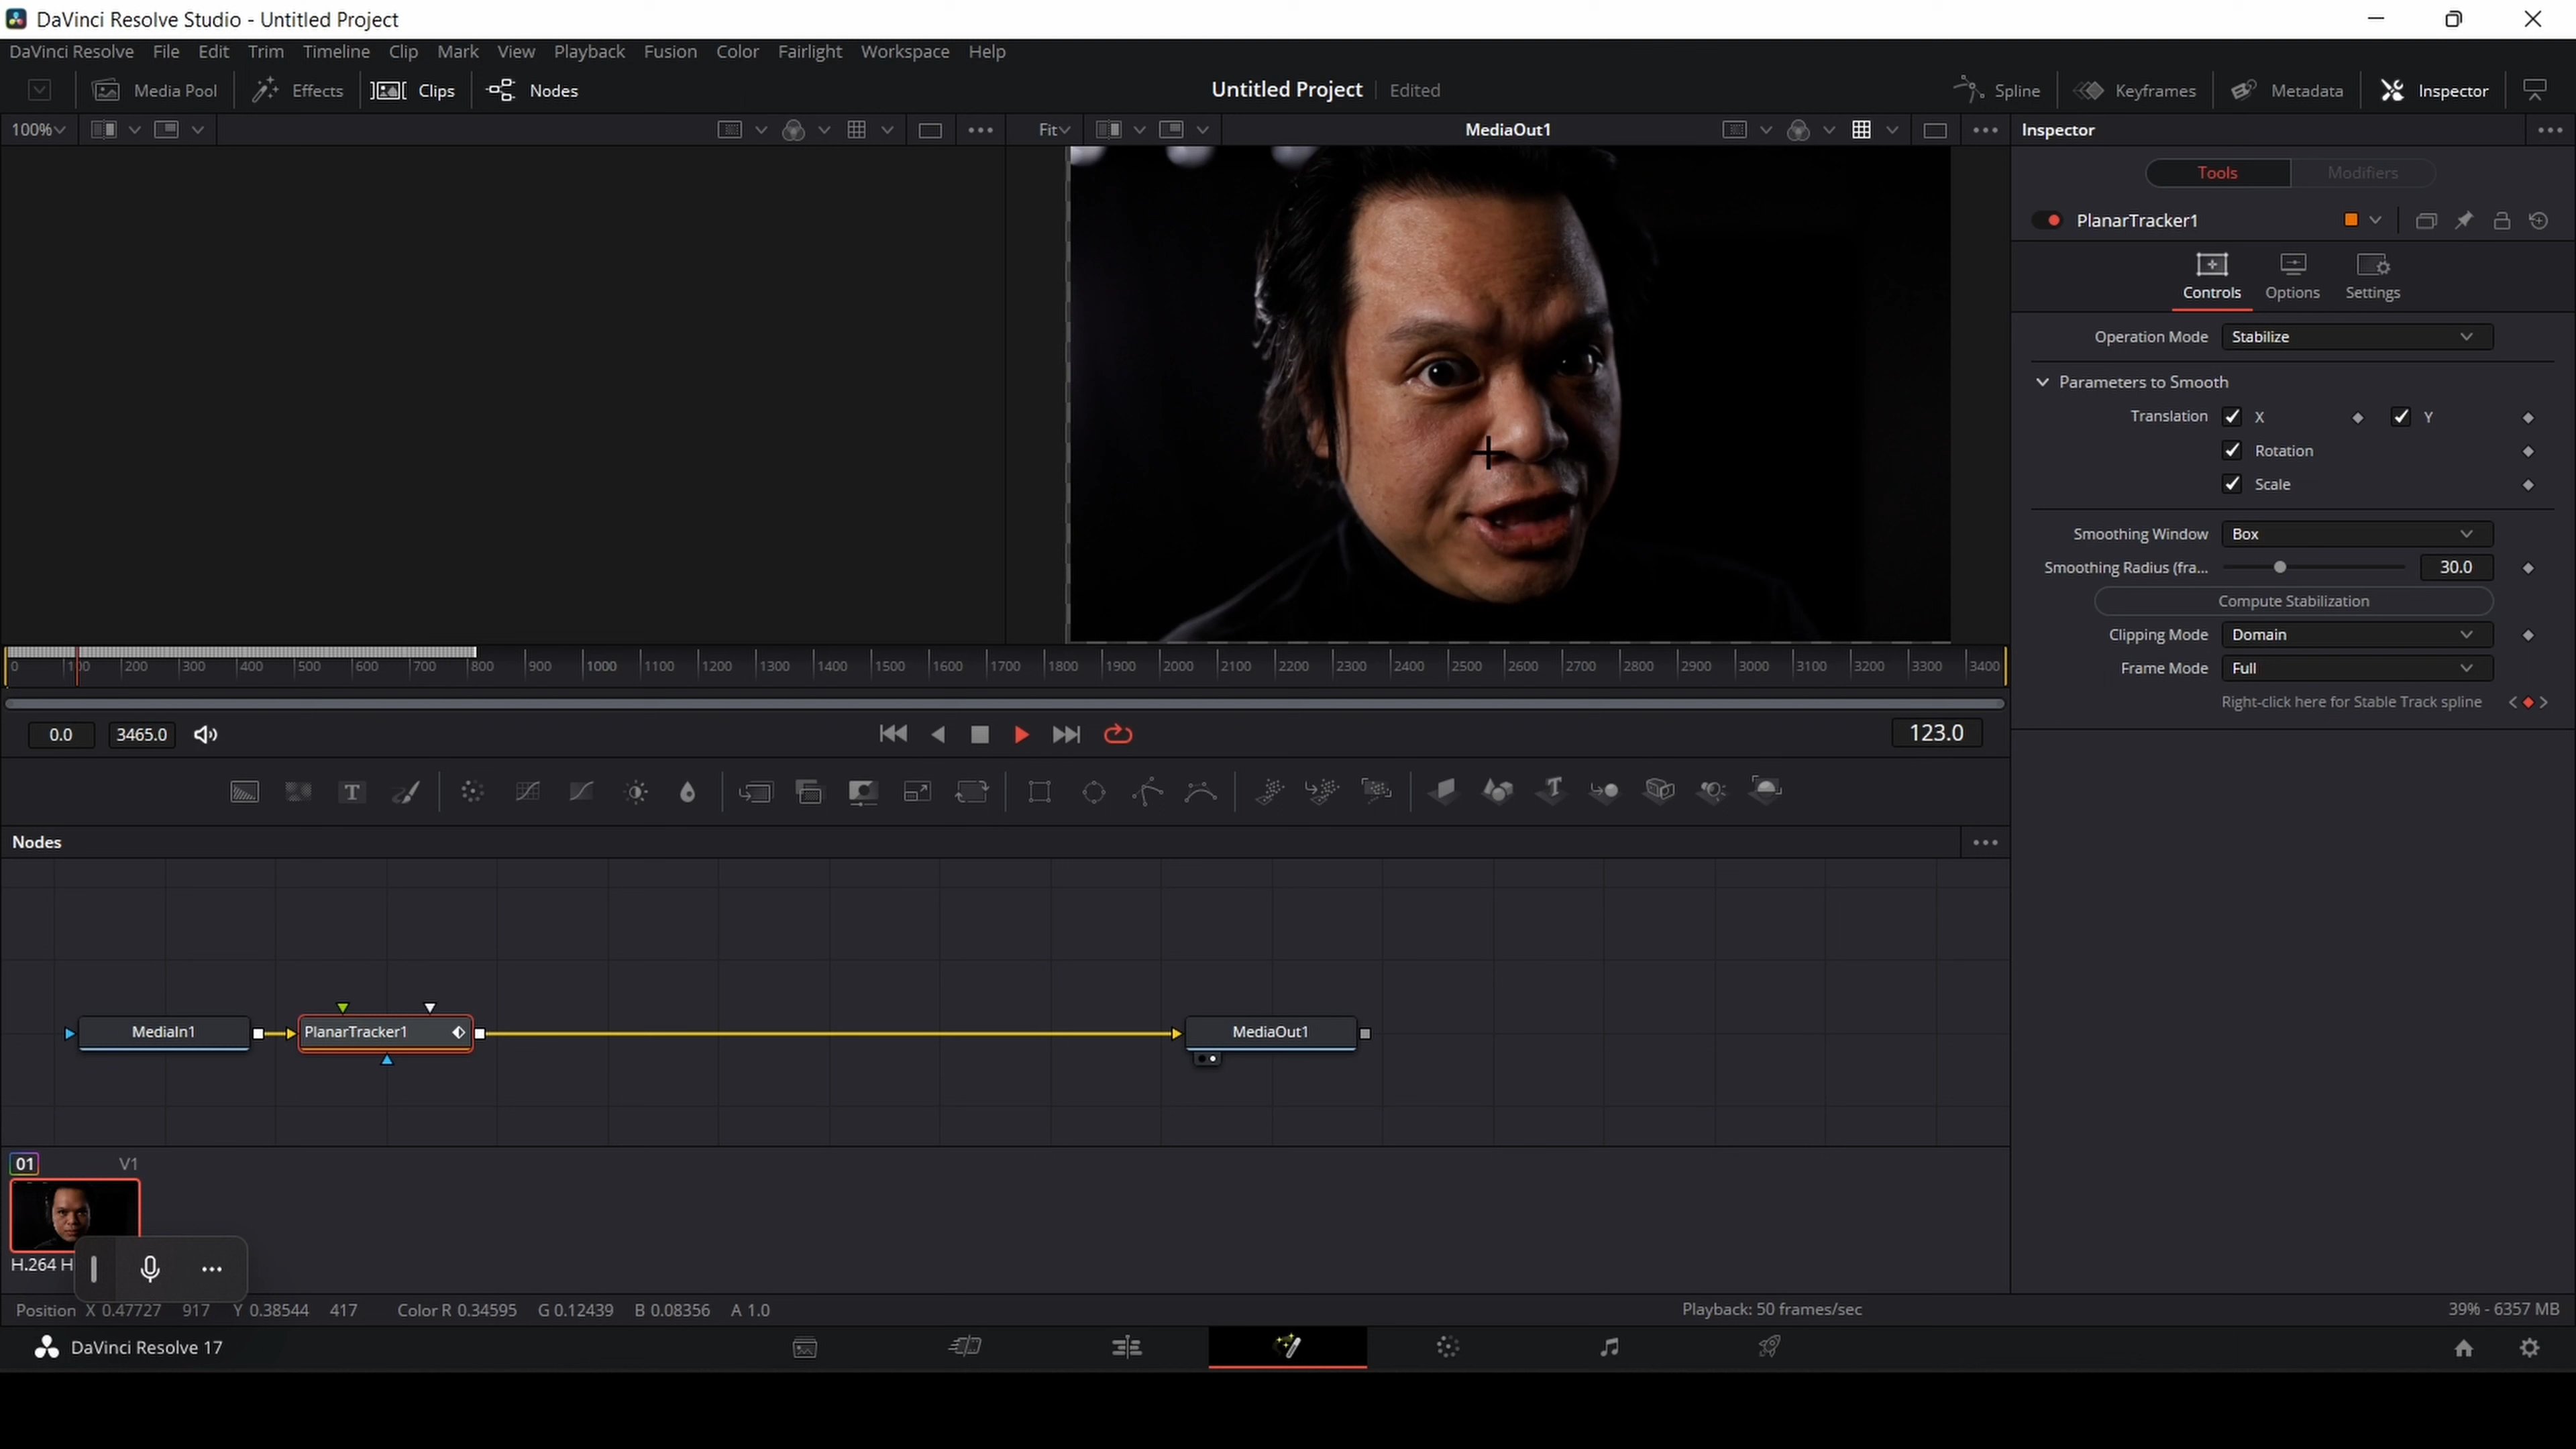 DaVinci Resolve Studio - Untitled Project
DaVinci Resolve File Edit Trim Timeline Clip Mark View Playback Fusion Color Fairlight Workspace Help
Media Pool Effects Clips Nodes Untitled Project Edited Spline Keyframes Metadata Inspector
100% Fit MediaOut1 Inspector
Tools Modifiers
PlanarTracker1
Controls Options Settings
Operation Mode Stabilize
Parameters to Smooth
Translation X Y
Rotation
Scale
Smoothing Window Box
Smoothing Radius (fra... 30.0
Compute Stabilization
Clipping Mode Domain
Frame Mode Full
Right-click here for Stable Track spline
0 100 200 300 400 500 600 700 800 900 1000 1100 1200 1300 1400 1500 1600 1700 1800 1900 2000 2100 2200 2300 2400 2500 2600 2700 2800 2900 3000 3100 3200 3300 3400
0.0 3465.0 123.0
T T
Nodes
MediaIn1 PlanarTracker1 MediaOut1
01 V1
H.264 H
Position X 0.47727 917 Y 0.38544 417 Color R 0.34595 G 0.12439 B 0.08356 A 1.0 Playback: 50 frames/sec 39% - 6357 MB
DaVinci Resolve 17